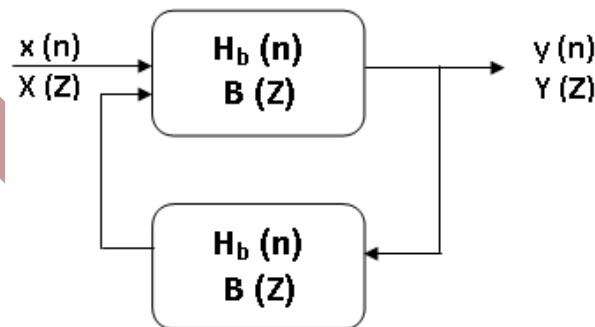 x (n)
X (Z)
H_b (n)
B (Z)
y (n)
Y (Z)
H_b (n)
B (Z)